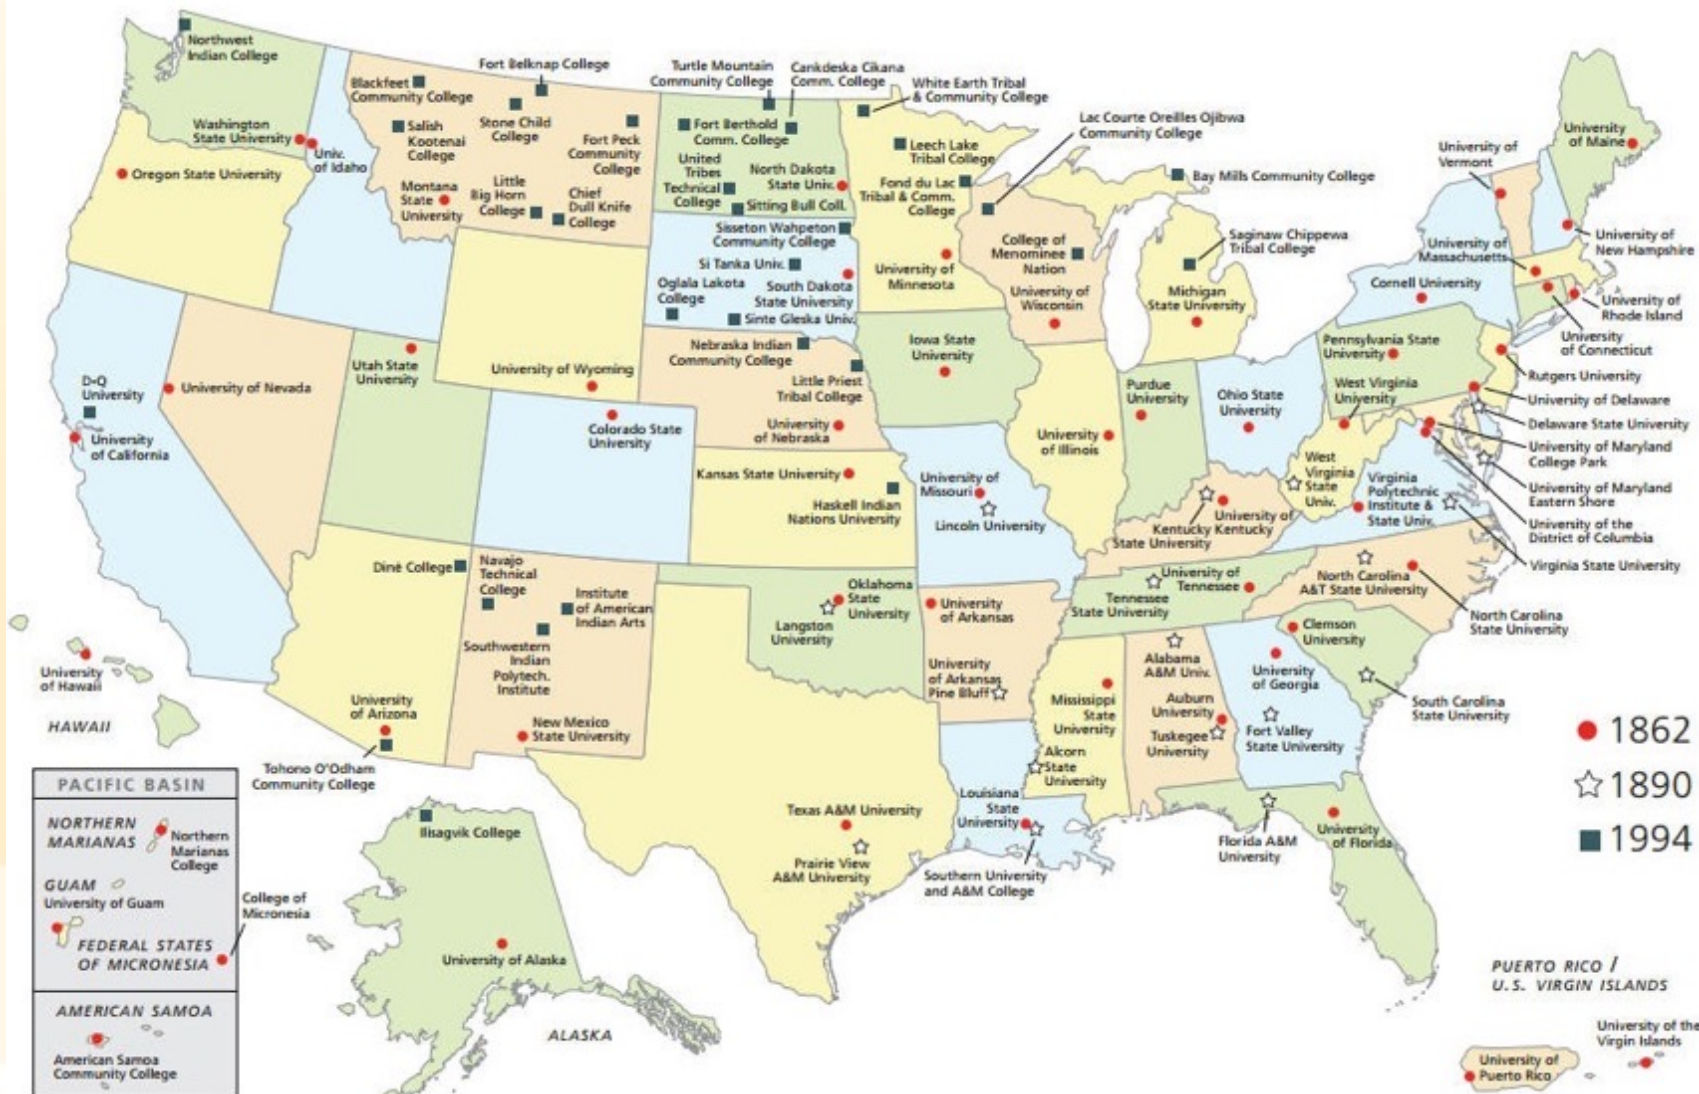 Northwest
Indian College
Washington
State University
Univ.
of Idaho
Oregon State University
Blackfeet
Community College
Salish
Kootenai
College
Fort Belknap College
Stone Child
College
Fort Peck
Community
College
Montana
State
University
Little
Big Horn
College
Chief
Dull Knife
College
Turtle Mountain
Community College
Cankdeska Cikana
Comm. College
Fort Berthold
Comm. College
United
Tribes
Technical
College
North Dakota
State Univ.
Sitting Bull Coll.
White Earth Tribal
& Community College
Leech Lake
Tribal College
Fond du Lac
Tribal & Comm.
College
University of
Minnesota
Lac Courte Oreilles Ojibwa
Community College
College of
Menominee
Nation
University of
Wisconsin
Bay Mills Community College
Saginaw Chippewa
Tribal College
Michigan
State University
Sisseton Wahpeton
Community College
Si Tanka Univ.
Oglala Lakota
College
South Dakota
State University
Sinte Gleska Univ.
Nebraska Indian
Community College
Little Priest
Tribal College
University
of Nebraska
University of Wyoming
Utah State
University
University of Nevada
D-Q
University
University
of California
Colorado State
University
Kansas State University
Haskell Indian
Nations University
Iowa State
University
University of
Missouri
Lincoln University
University
of Illinois
Purdue
University
Ohio State
University
University of
Vermont
University
of Maine
University of
New Hampshire
University of
Massachusetts
Cornell University
University of
Rhode Island
University
of Connecticut
Pennsylvania State
University
Rutgers University
West Virginia
University
University of Delaware
Delaware State University
University of Maryland
College Park
University of Maryland
Eastern Shore
University of the
District of Columbia
Virginia State University
West
Virginia
State
Univ.
Virginia
Polytechnic
Institute &
State Univ.
University of
Kentucky
Kentucky
State University
University of
Tennessee
Tennessee
State University
North Carolina
A&T State University
North Carolina
State University
Clemson
University
South Carolina
State University
University
of Georgia
Fort Valley
State University
Alabama
A&M Univ.
Auburn
University
Tuskegee
University
Mississippi
State
University
Alcorn
State
University
University
of Arkansas
University
of Arkansas
Pine Bluff
Louisiana
State
University
Southern University
and A&M College
Florida A&M
University
University
of Florida
Oklahoma
State
University
Langston
University
Texas A&M University
Prairie View
A&M University
Diné College
Navajo
Technical
College
Institute
of American
Indian Arts
Southwestern
Indian
Polytech.
Institute
New Mexico
State University
University
of Arizona
Tohono O'Odham
Community College
University
of Hawaii
HAWAII
PACIFIC BASIN
NORTHERN
MARIANAS
Northern
Marianas
College
GUAM
University of Guam
FEDERAL STATES
OF MICRONESIA
College of
Micronesia
AMERICAN SAMOA
American Samoa
Community College
Ilisagvik College
University of Alaska
ALASKA
1862
1890
1994
PUERTO RICO /
U.S. VIRGIN ISLANDS
University of the
Virgin Islands
University of
Puerto Rico